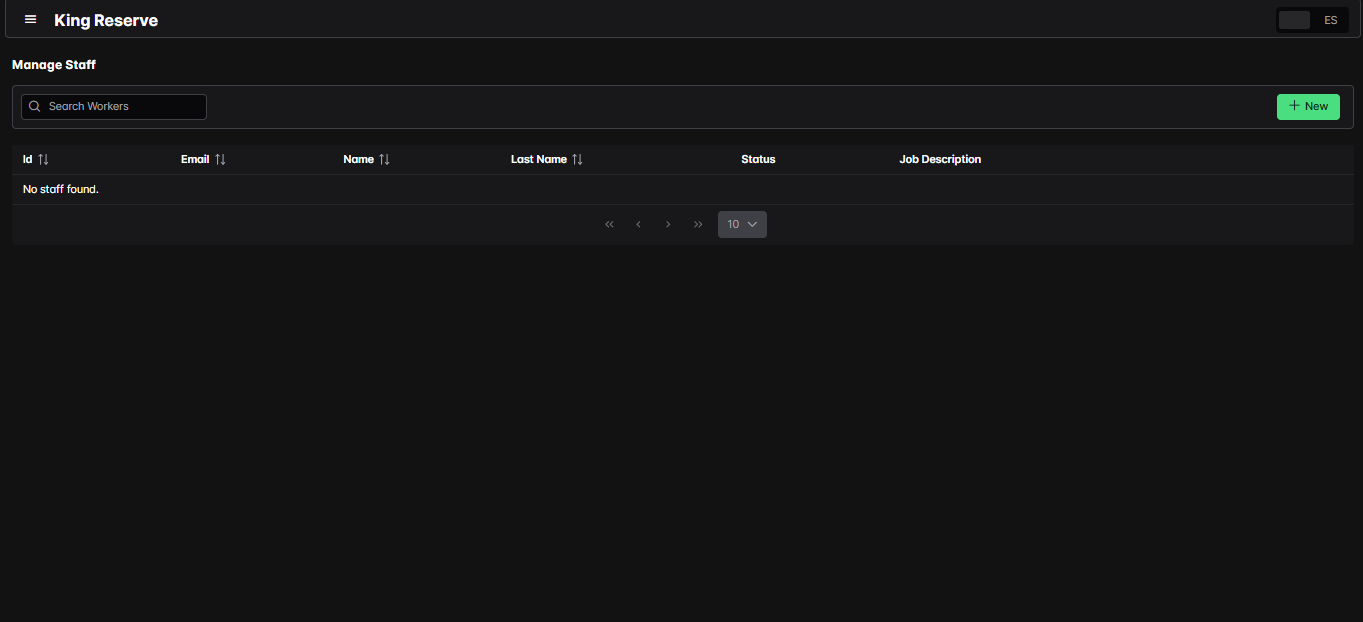 King Reserve
ES
Manage Staff
Search Workers
New
Id Email Name Last Name Status Job Description
No staff found.
10